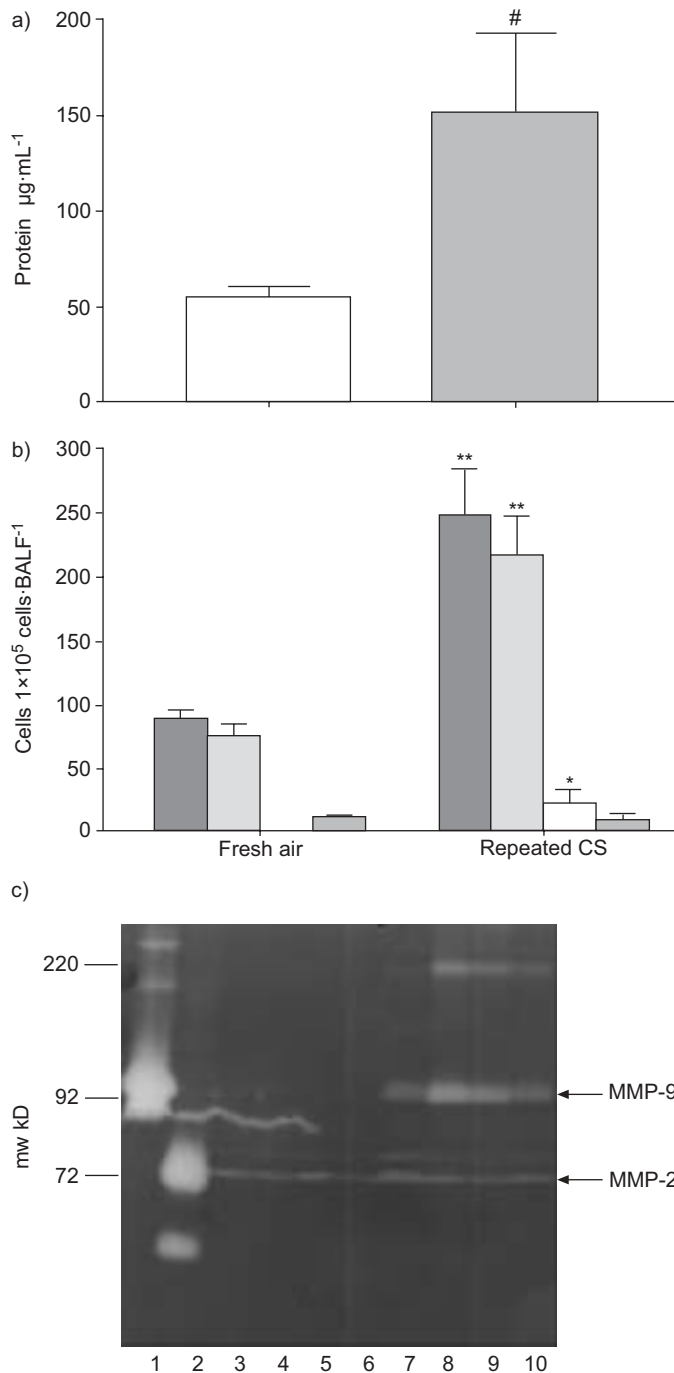 a)
200
150
100
50
0
Protein µg·mL⁻¹
#
b)
300
250
200
150
100
50
0
Cells 1×10⁵ cells·BALF⁻¹
** ** *
Fresh air Repeated CS
c)
220
92
72
mw kD
MMP-9
MMP-2
1 2 3 4 5 6 7 8 9 10